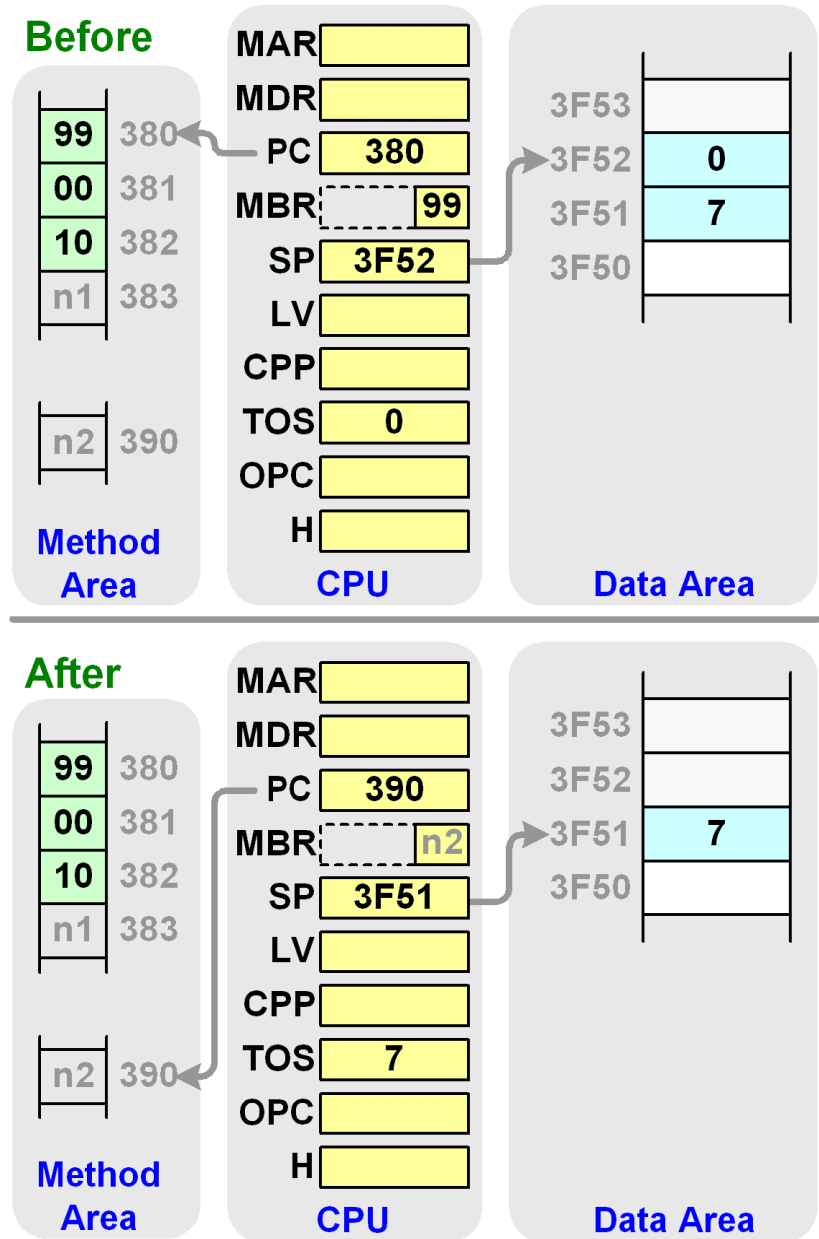 Before
99 380
00 381
10 382
n1 383
n2 390
Method
Area
MAR
MDR
PC 380
MBR 99
SP 3F52
LV
CPP
TOS 0
OPC
H
CPU
3F53
3F52 0
3F51 7
3F50
Data Area
After
99 380
00 381
10 382
n1 383
n2 390
Method
Area
MAR
MDR
PC 390
MBR n2
SP 3F51
LV
CPP
TOS 7
OPC
H
CPU
3F53
3F52
3F51 7
3F50
Data Area